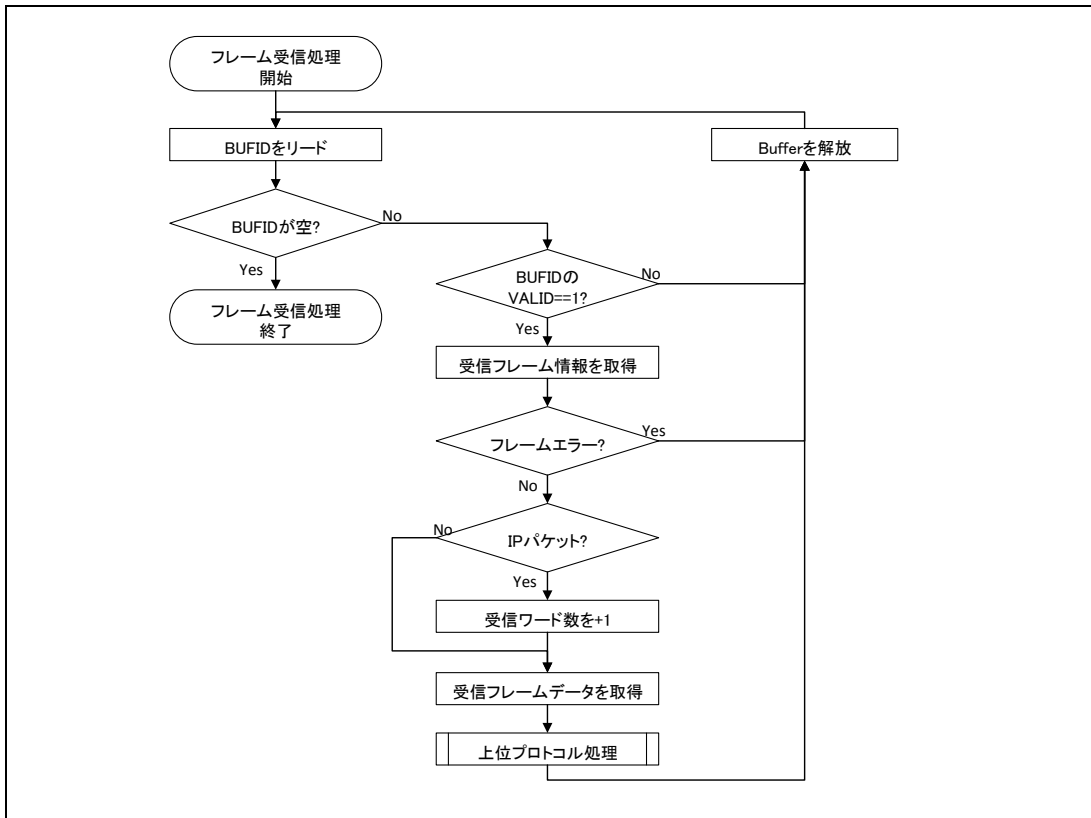 フレーム受信処理
開始
BUFIDをリード
Bufferを解放
BUFIDが空?
No
Yes
フレーム受信処理
終了
BUFIDの
VALID==1?
No
Yes
受信フレーム情報を取得
フレームエラー?
Yes
No
IPパケット?
No
Yes
受信ワード数を+1
受信フレームデータを取得
上位プロトコル処理